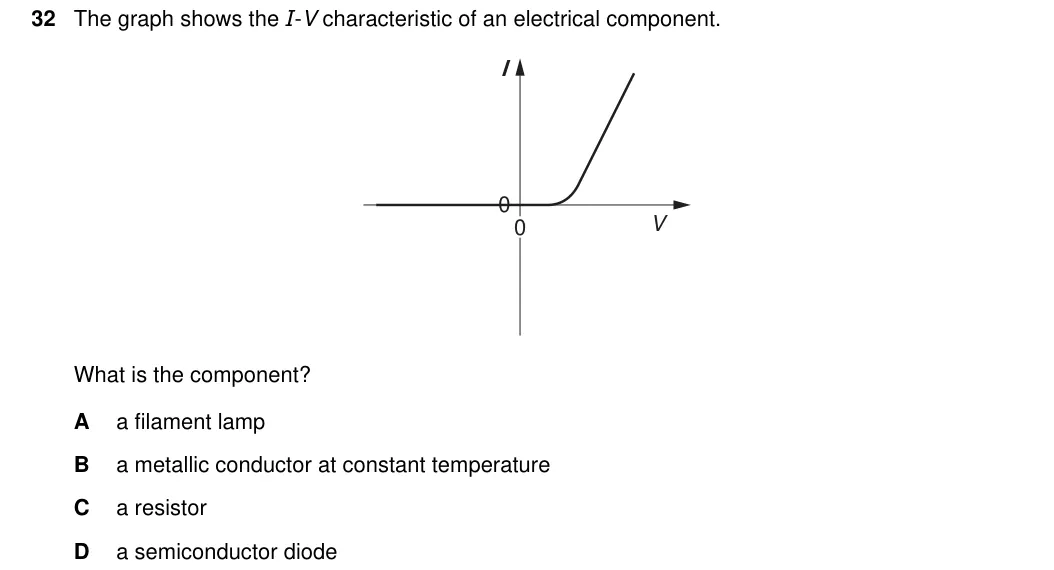 32 The graph shows the I-V characteristic of an electrical component.
I
0
0
V
What is the component?
A a filament lamp
B a metallic conductor at constant temperature
C a resistor
D a semiconductor diode